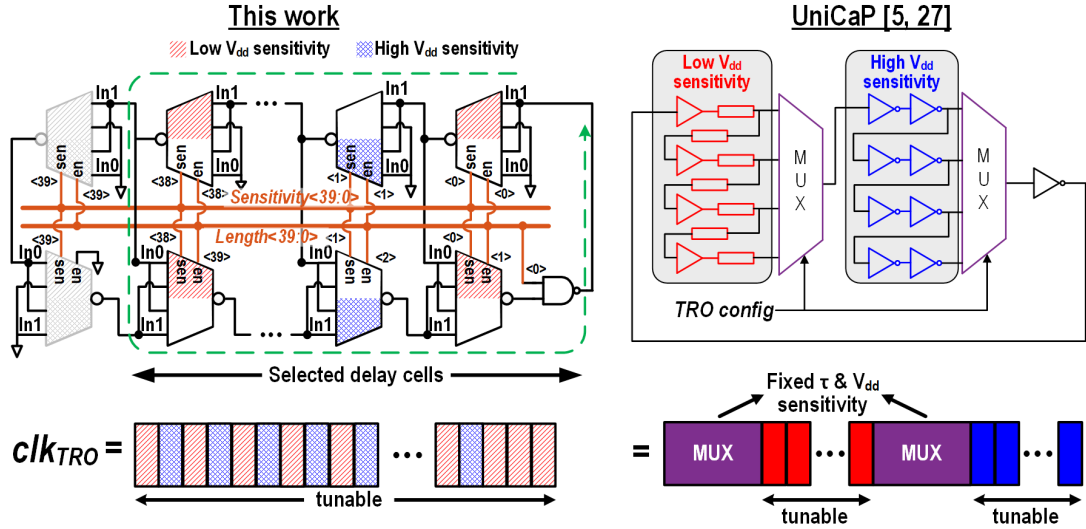 This work
Low Vdd sensitivity
High Vdd sensitivity
In1
In1
In1
In1
In0
In0
In0
In0
sen
en
sen
en
sen
en
sen
en
<39>
<39>
<38>
<38>
<1>
<1>
<0>
<0>
Sensitivity<39:0>
Length<39:0>
<39>
<38>
<39>
<1>
<2>
<0>
<1>
<0>
In0
In0
In0
In0
sen
en
sen
en
sen
en
sen
en
In1
In1
In1
In1
Selected delay cells
clkTRO =
tunable
UniCaP [5, 27]
Low Vdd
sensitivity
High Vdd
sensitivity
MUX
MUX
TRO config
Fixed τ & Vdd
sensitivity
=
MUX
MUX
tunable
tunable